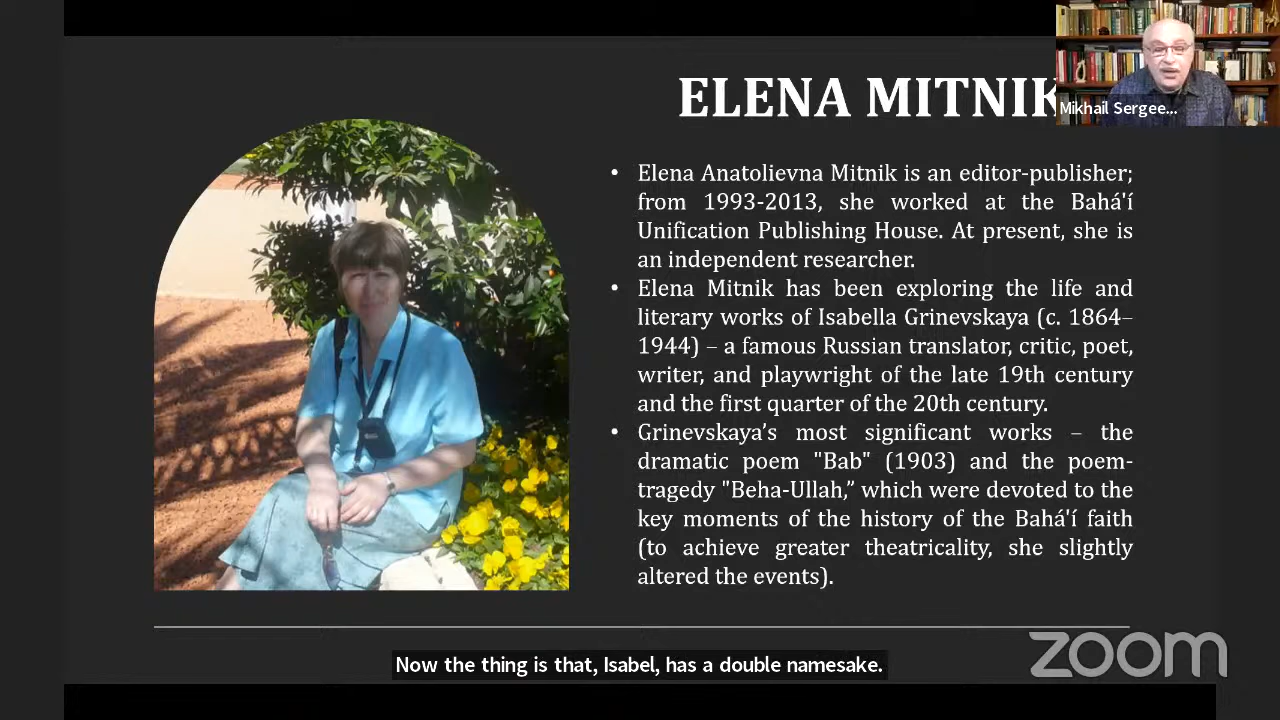 ELENA MITNIK
Mikhail Sergee...
• Elena Anatolievna Mitnik is an editor-publisher;
from 1993-2013, she worked at the Bahá'í
Unification Publishing House. At present, she is
an independent researcher.
• Elena Mitnik has been exploring the life and
literary works of Isabella Grinevskaya (c. 1864–
1944) – a famous Russian translator, critic, poet,
writer, and playwright of the late 19th century
and the first quarter of the 20th century.
• Grinevskaya’s most significant works – the
dramatic poem "Bab" (1903) and the poem-
tragedy "Beha-Ullah,” which were devoted to the
key moments of the history of the Bahá'í faith
(to achieve greater theatricality, she slightly
altered the events).
zoom
Now the thing is that, Isabel, has a double namesake.